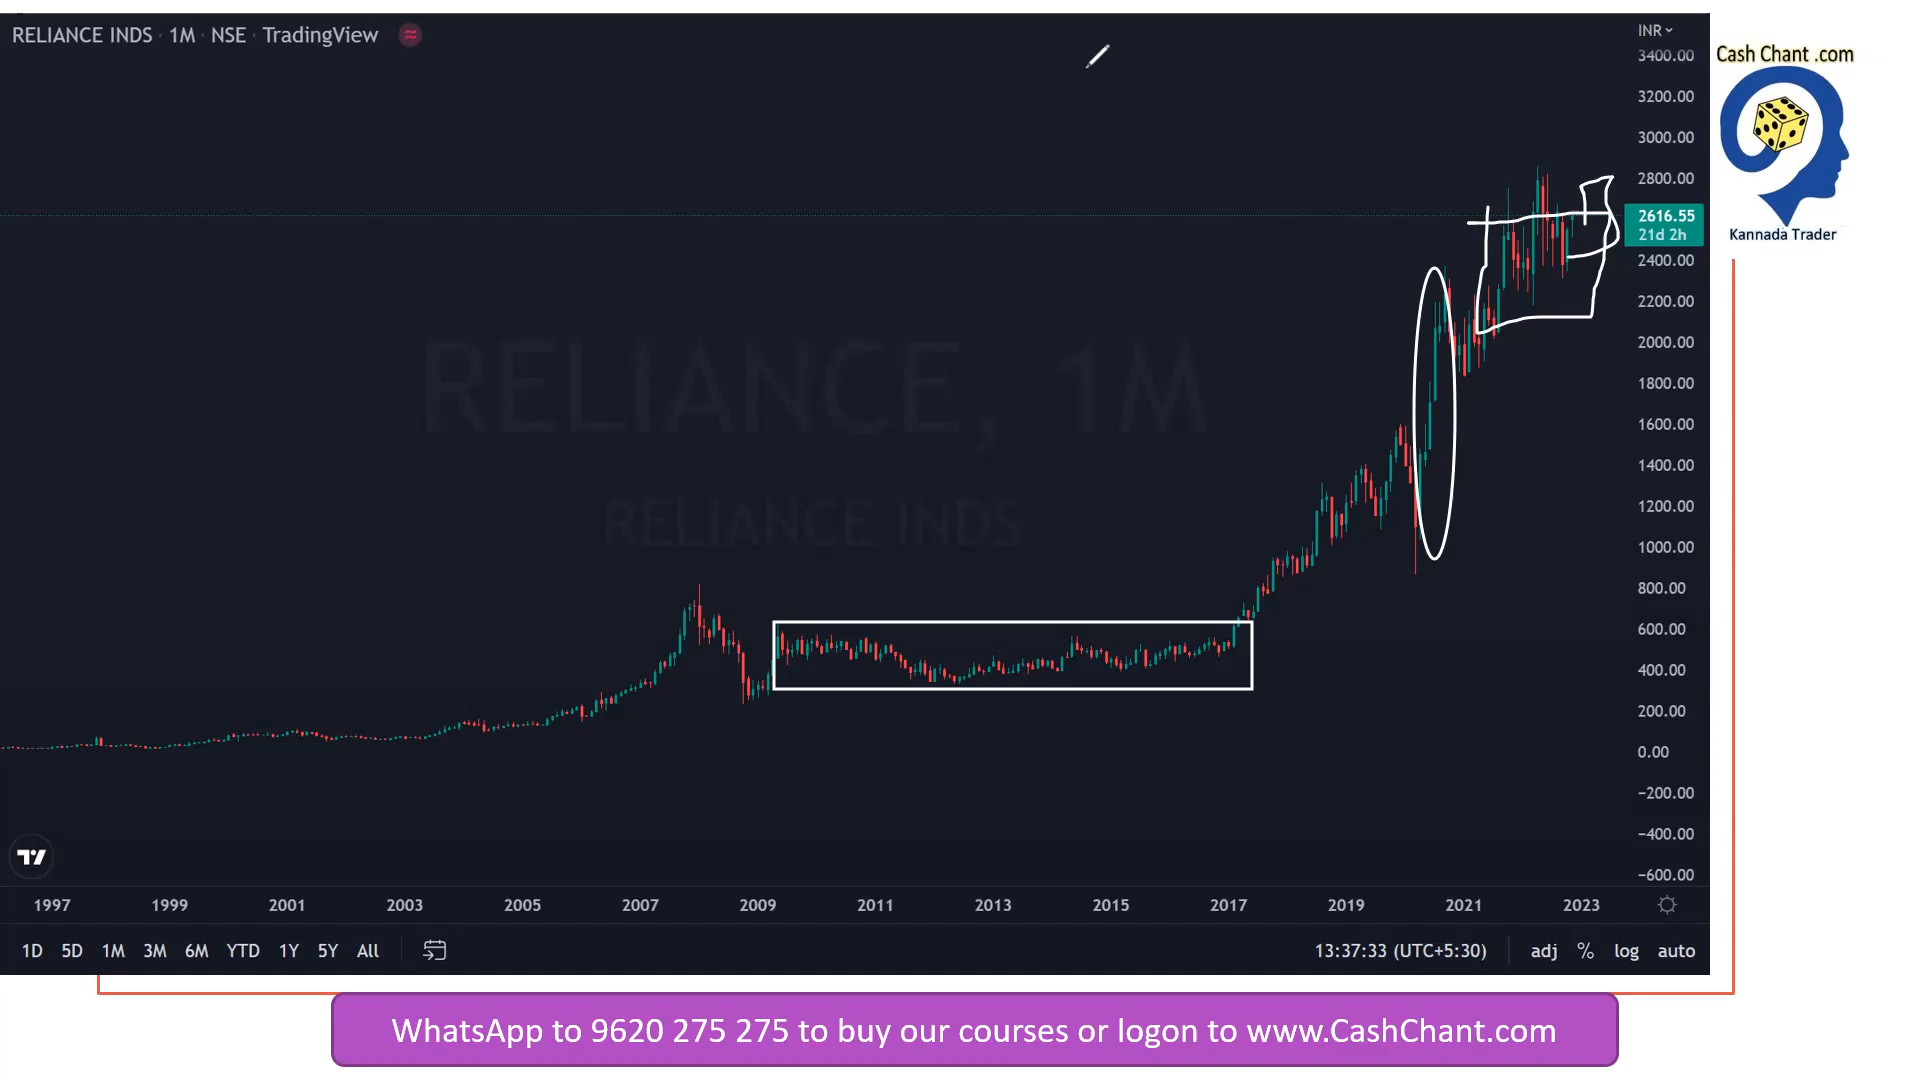 RELIANCE INDS · 1M · NSE · TradingView
INR
3400.00
3200.00
3000.00
2800.00
2616.55
21d 2h
2400.00
2200.00
2000.00
1800.00
1600.00
1400.00
1200.00
1000.00
800.00
600.00
400.00
200.00
0.00
−200.00
−400.00
−600.00
Cash Chant .com
Kannada Trader
RELIANCE, 1M
RELIANCE INDS
1997 1999 2001 2003 2005 2007 2009 2011 2013 2015 2017 2019 2021 2023
1D 5D 1M 3M 6M YTD 1Y 5Y All 13:37:33 (UTC+5:30) adj % log auto
WhatsApp to 9620 275 275 to buy our courses or logon to www.CashChant.com